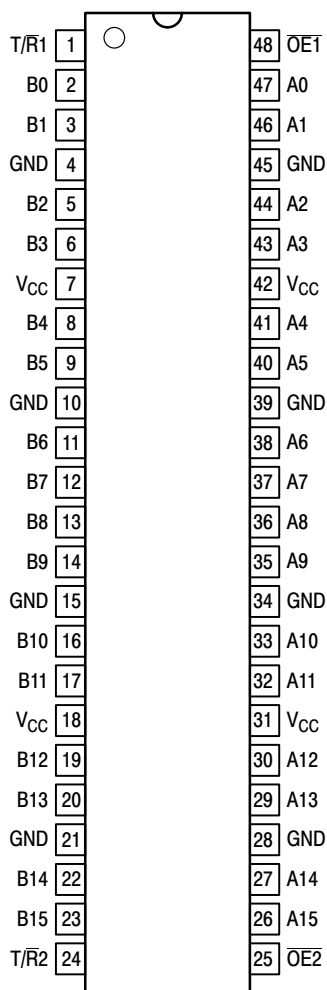 T/R̅1 1 48 O̅E̅1̅
B0 2 47 A0
B1 3 46 A1
GND 4 45 GND
B2 5 44 A2
B3 6 43 A3
VCC 7 42 VCC
B4 8 41 A4
B5 9 40 A5
GND 10 39 GND
B6 11 38 A6
B7 12 37 A7
B8 13 36 A8
B9 14 35 A9
GND 15 34 GND
B10 16 33 A10
B11 17 32 A11
VCC 18 31 VCC
B12 19 30 A12
B13 20 29 A13
GND 21 28 GND
B14 22 27 A14
B15 23 26 A15
T/R̅2 24 25 O̅E̅2̅